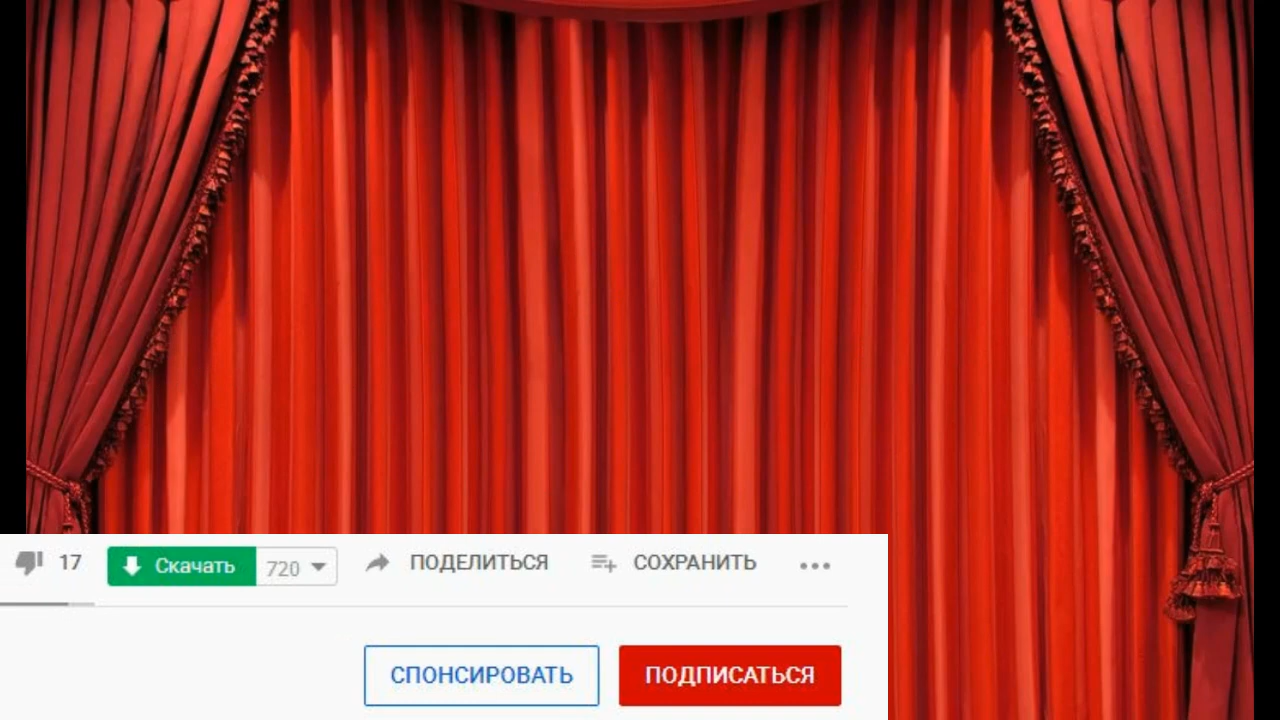 17 Скачать 720 ПОДЕЛИТЬСЯ СОХРАНИТЬ
СПОНСИРОВАТЬ ПОДПИСАТЬСЯ